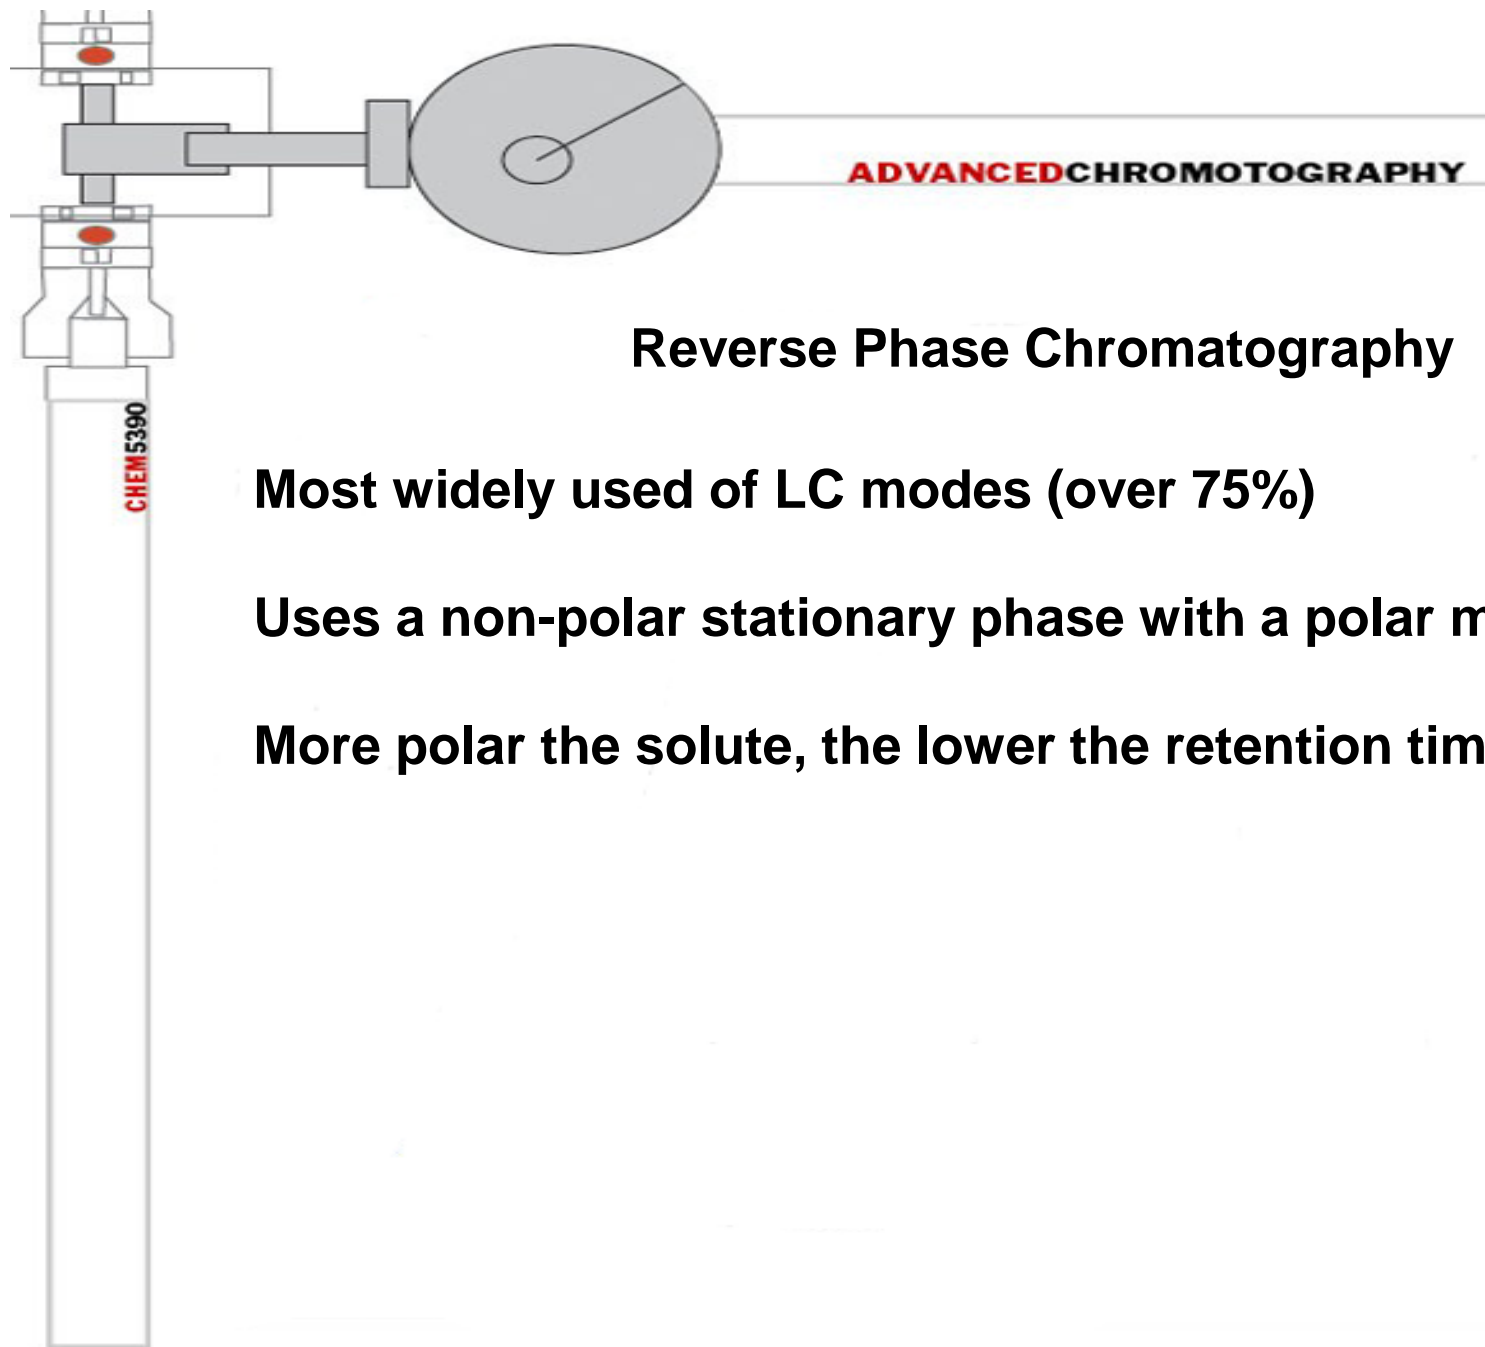 ADVANCEDCHROMOTOGRAPHY
Reverse Phase Chromatography
CHEM5390
Most widely used of LC modes (over 75%)
Uses a non-polar stationary phase with a polar m
More polar the solute, the lower the retention tim